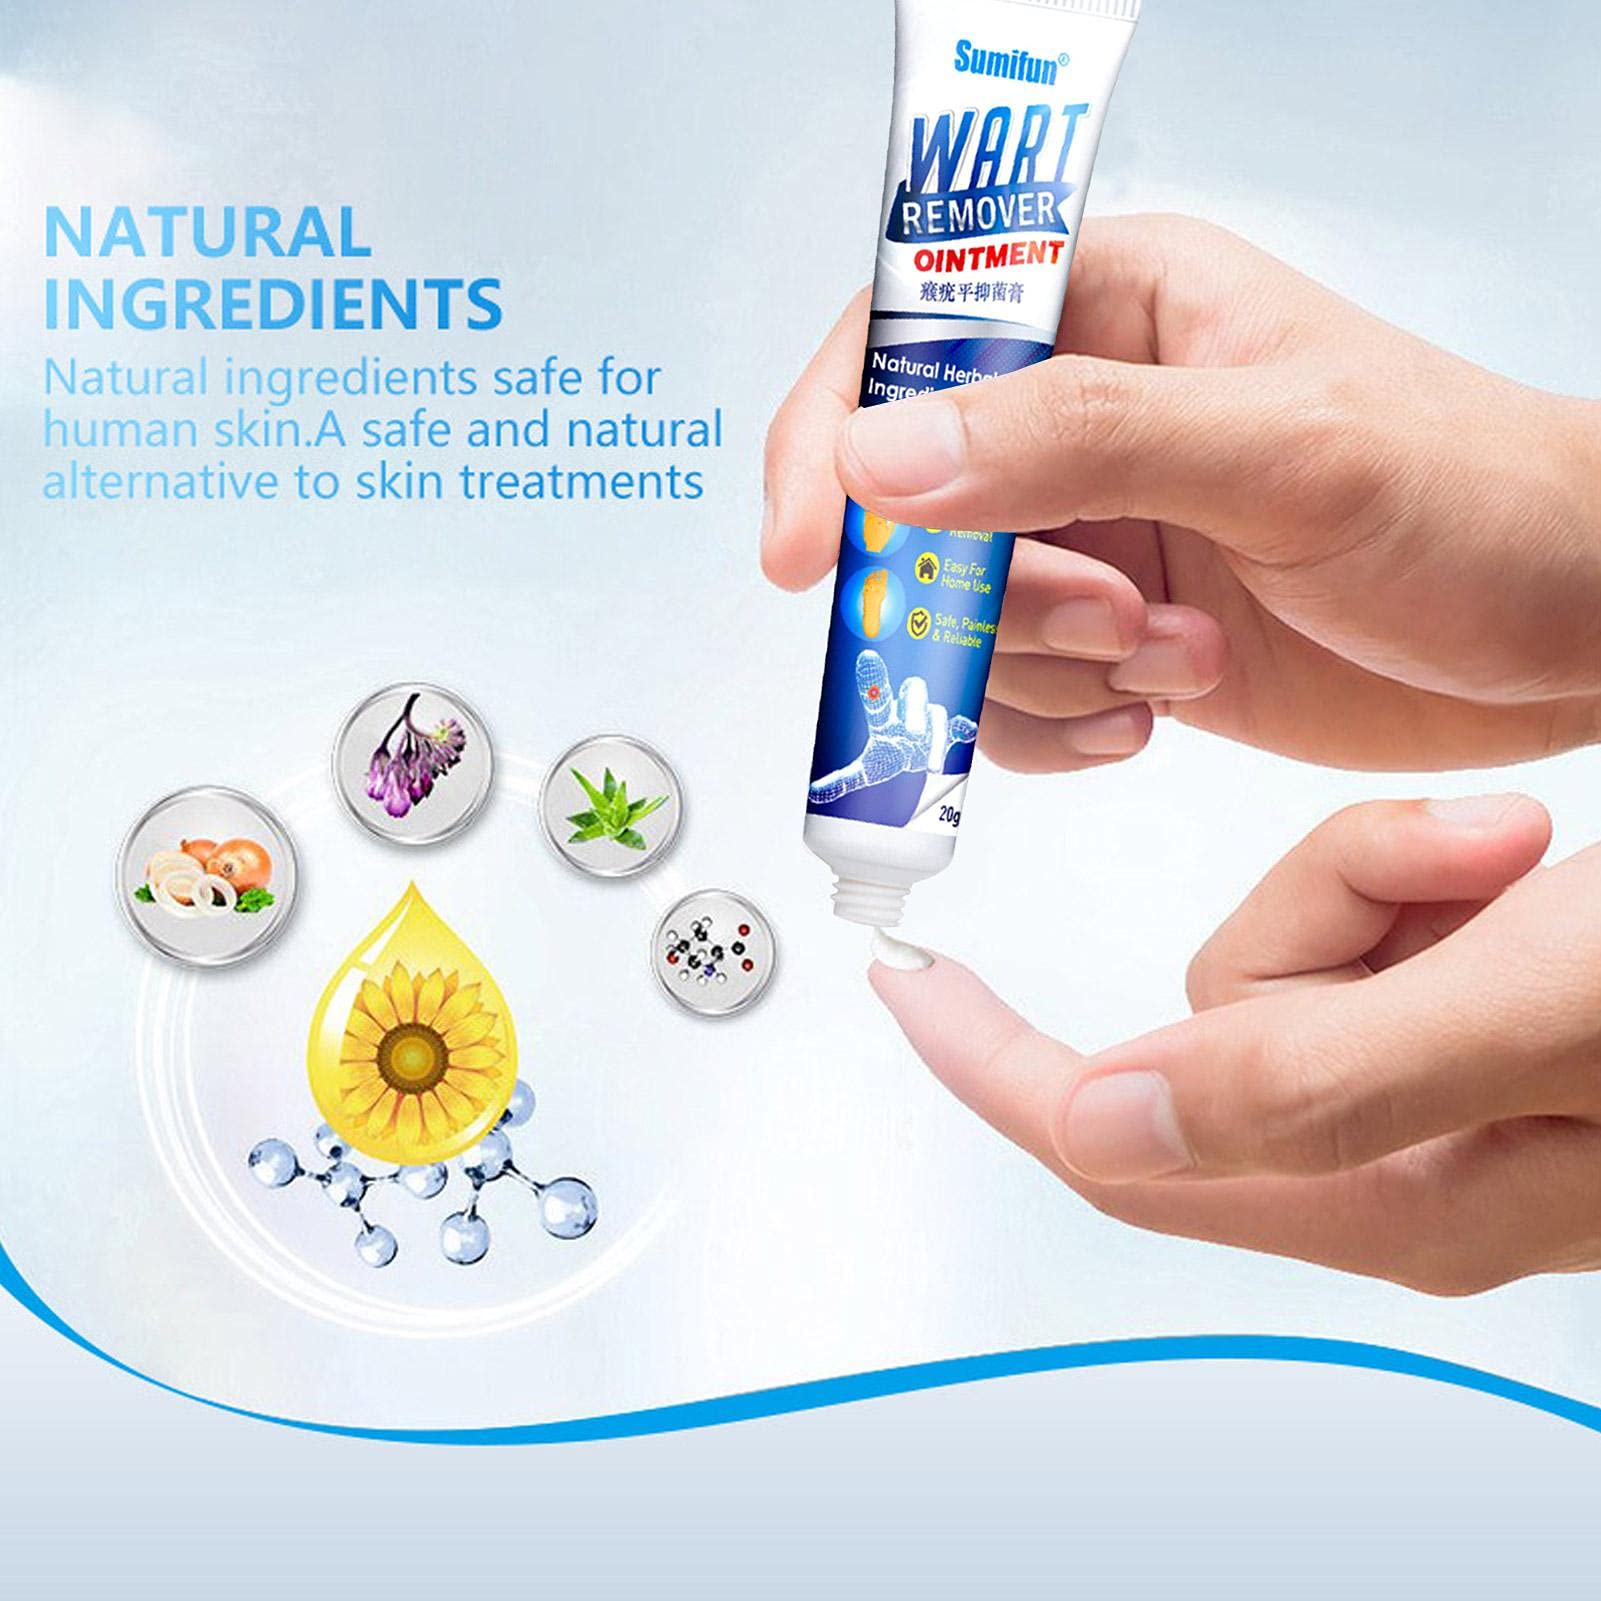 NATURAL
INGREDIENTS
Natural ingredients safe for
human skin.A safe and natural
alternative to skin treatments
Sumifun®
WART
REMOVER
OINTMENT
瘊疣平抑菌膏
Natural Herbal
Removal
Easy For
Home Use
Safe, Painless
& Reliable
20g